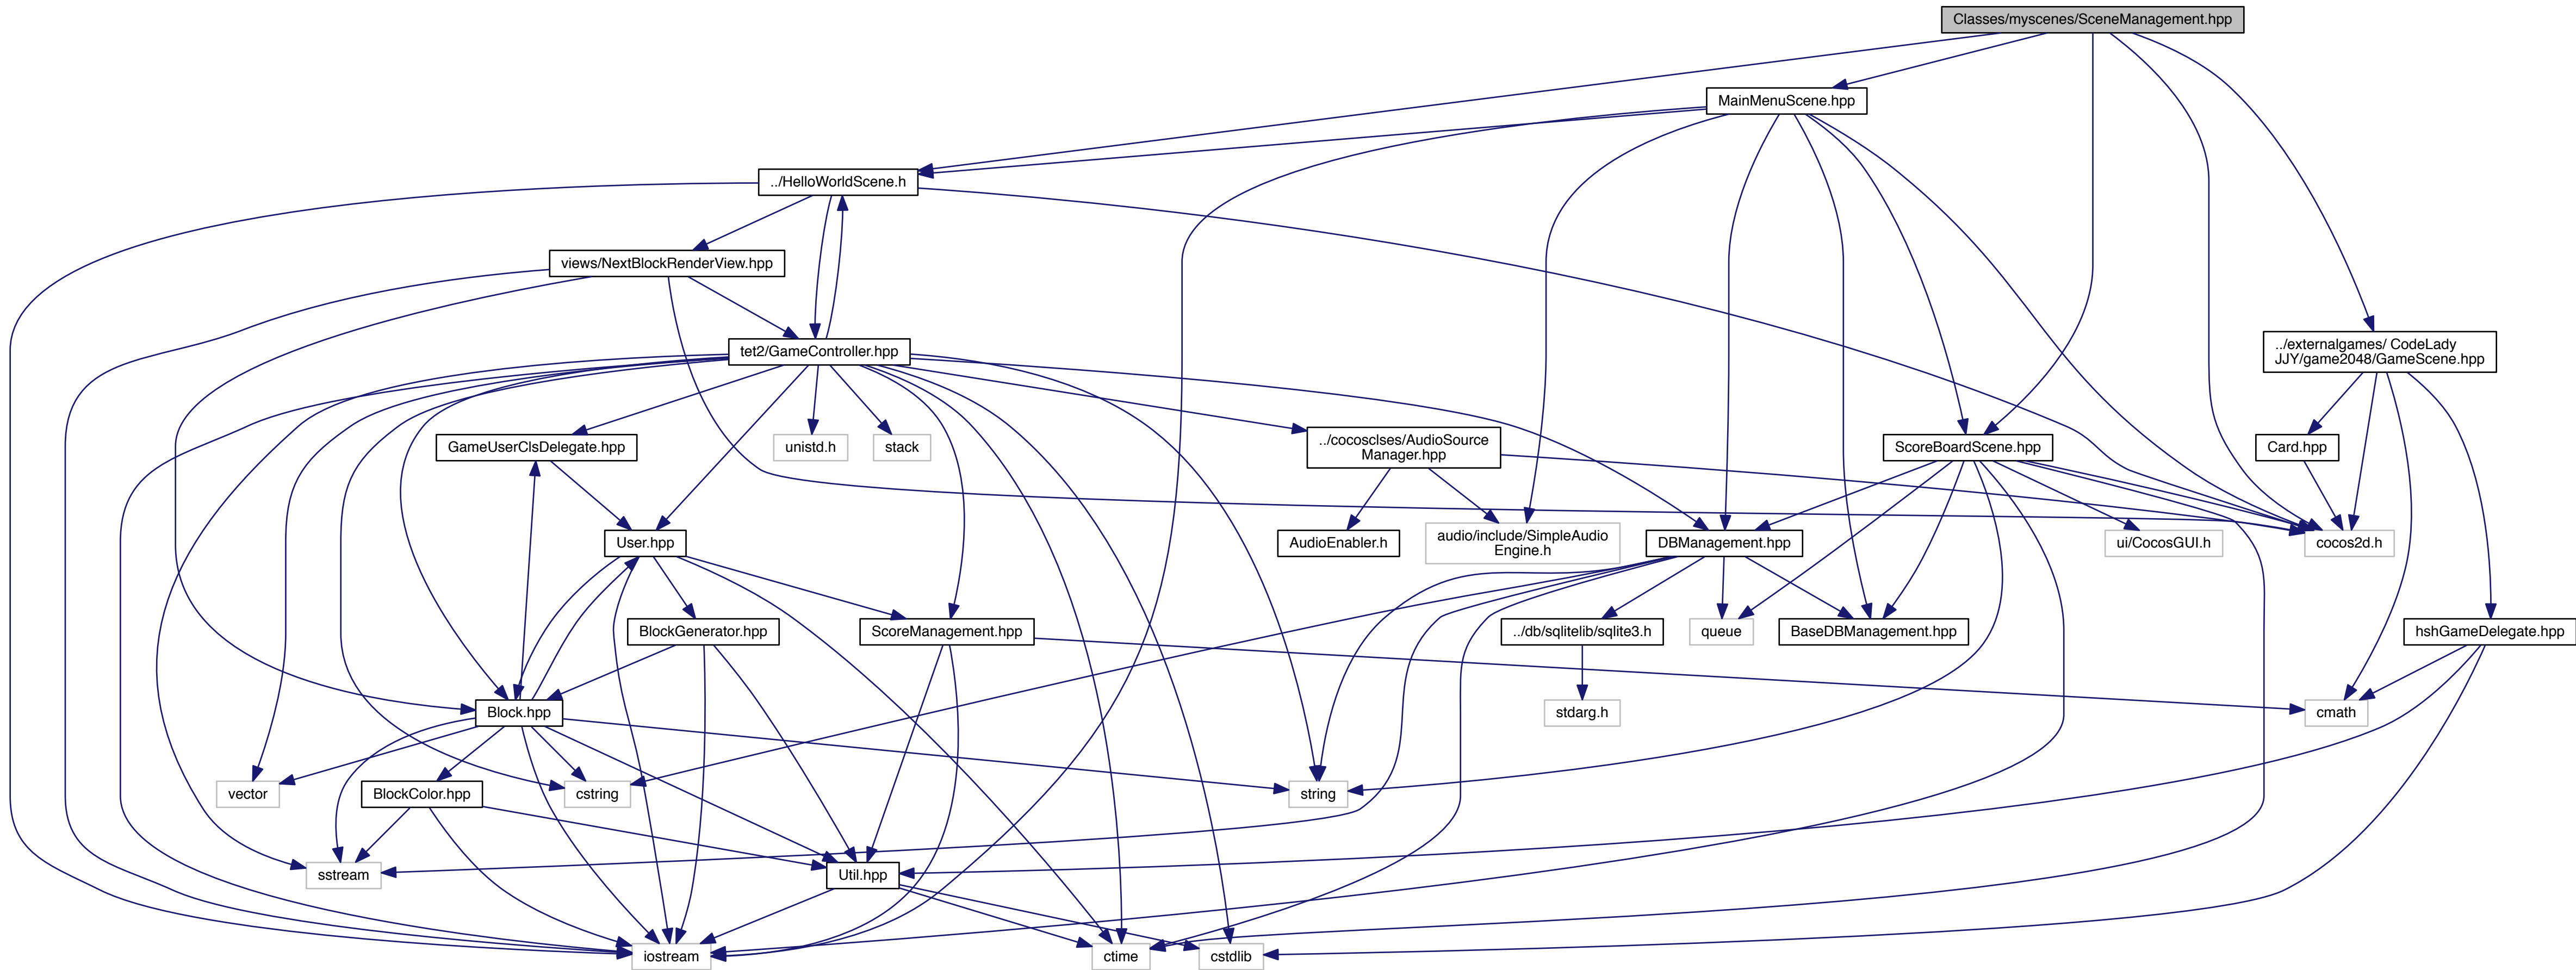 Classes/myscenes/SceneManagement.hpp
MainMenuScene.hpp
../HelloWorldScene.h
views/NextBlockRenderView.hpp
tet2/GameController.hpp
../externalgames/ CodeLady
JJY/game2048/GameScene.hpp
GameUserClsDelegate.hpp
unistd.h
stack
../cocosclses/AudioSource
Manager.hpp
ScoreBoardScene.hpp
Card.hpp
User.hpp
AudioEnabler.h
audio/include/SimpleAudio
Engine.h
DBManagement.hpp
ui/CocosGUI.h
cocos2d.h
BlockGenerator.hpp
ScoreManagement.hpp
../db/sqlitelib/sqlite3.h
queue
BaseDBManagement.hpp
hshGameDelegate.hpp
Block.hpp
stdarg.h
cmath
vector
BlockColor.hpp
cstring
string
sstream
Util.hpp
iostream
ctime
cstdlib